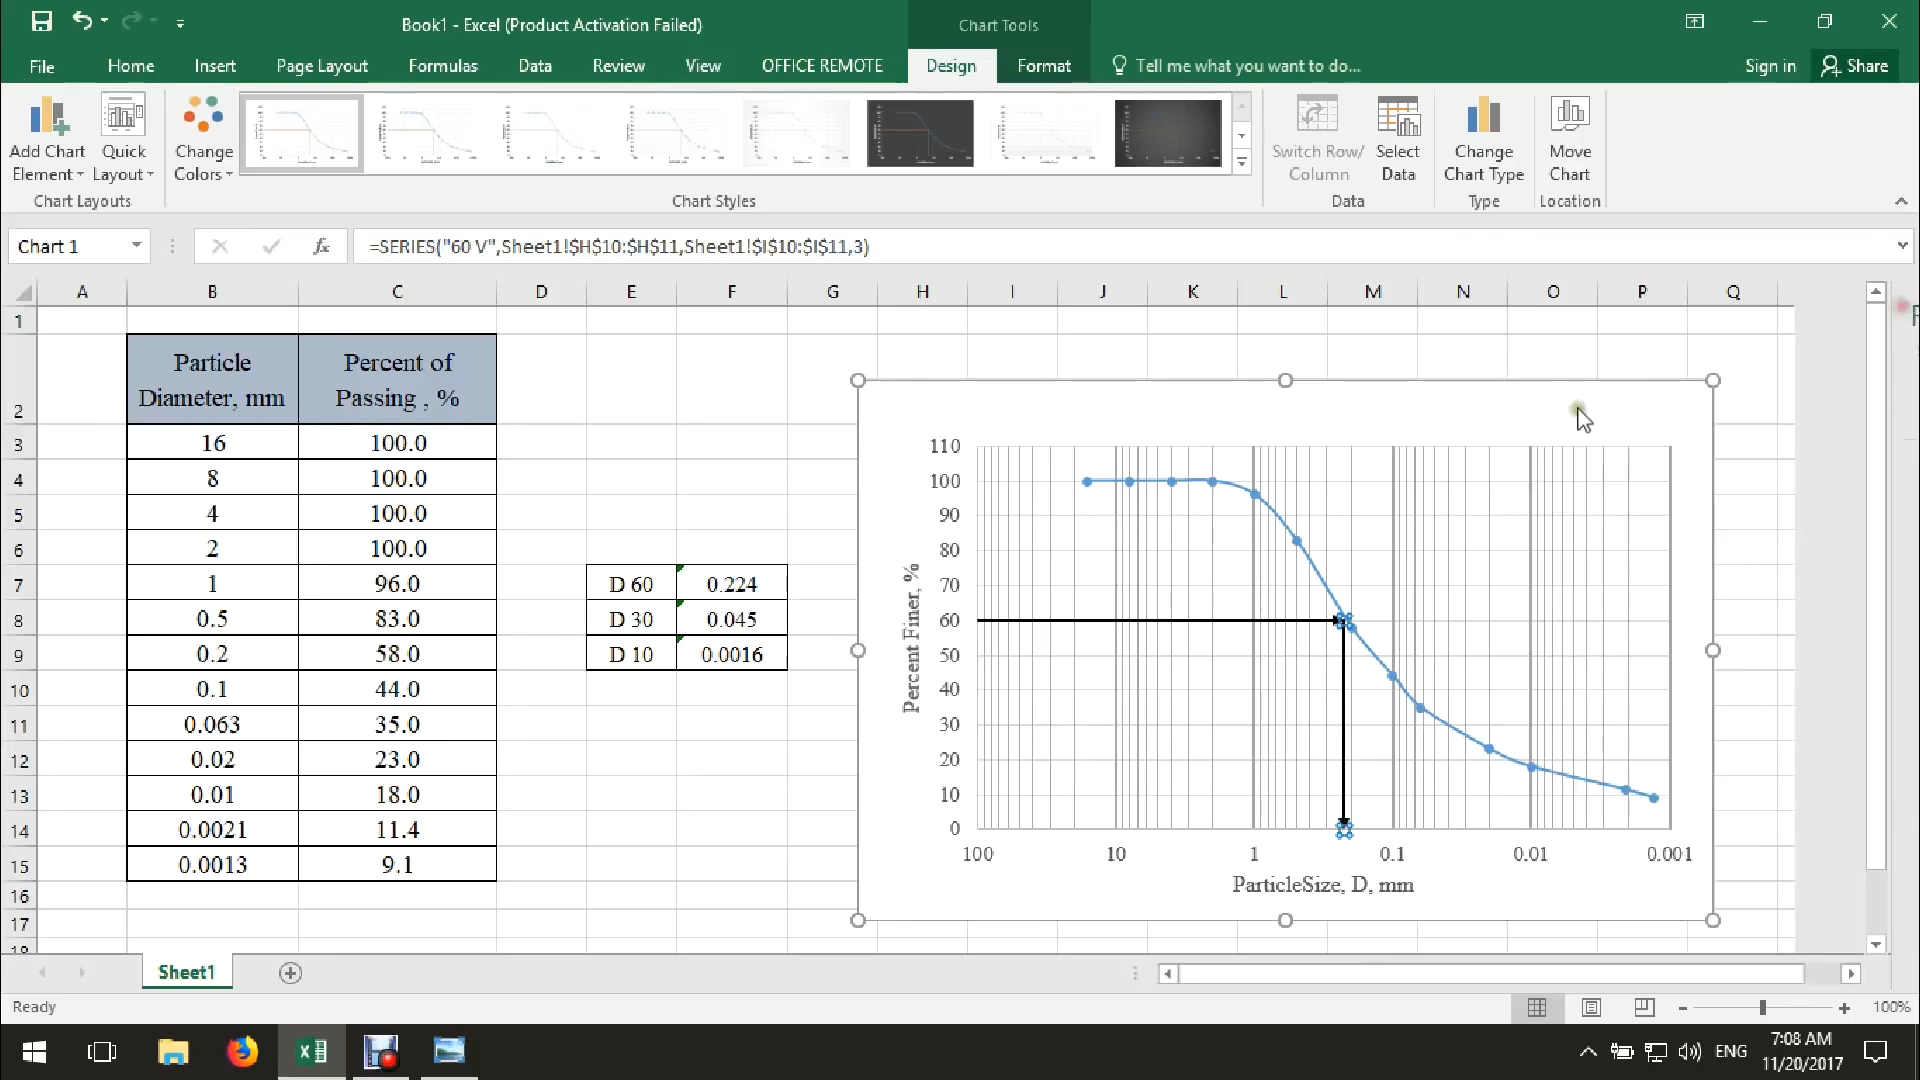 Book1 - Excel (Product Activation Failed)
Chart Tools
File Home Insert Page Layout Formulas Data Review View OFFICE REMOTE Design Format Tell me what you want to do... Sign in Share
Add Chart Element Quick Layout Change Colors Switch Row/ Column Select Data Change Chart Type Move Chart
Chart Layouts Chart Styles Data Type Location
Chart 1 fx =SERIES("60 V",Sheet1!$H$10:$H$11,Sheet1!$I$10:$I$11,3)
A B C D E F G H I J K L M N O P Q
1
2 Particle Diameter, mm Percent of Passing , %
3 16 100.0
4 8 100.0
5 4 100.0
6 2 100.0
7 1 96.0 D 60 0.224
8 0.5 83.0 D 30 0.045
9 0.2 58.0 D 10 0.0016
10 0.1 44.0
11 0.063 35.0
12 0.02 23.0
13 0.01 18.0
14 0.0021 11.4
15 0.0013 9.1
16
17
18
110
100
90
80
70
60
50
40
30
20
10
0
Percent Finer, %
100 10 1 0.1 0.01 0.001
ParticleSize, D, mm
Sheet1
Ready 100%
ENG 7:08 AM
11/20/2017